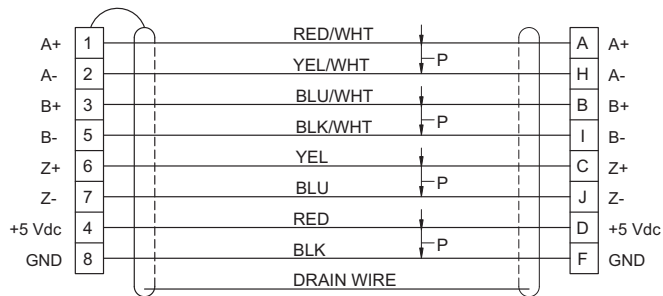 A+ 1 RED/WHT A A+
A- 2 YEL/WHT P H A-
B+ 3 BLU/WHT B B+
B- 5 BLK/WHT P I B-
Z+ 6 YEL C Z+
Z- 7 BLU P J Z-
+5 Vdc 4 RED D +5 Vdc
GND 8 BLK P F GND
DRAIN WIRE